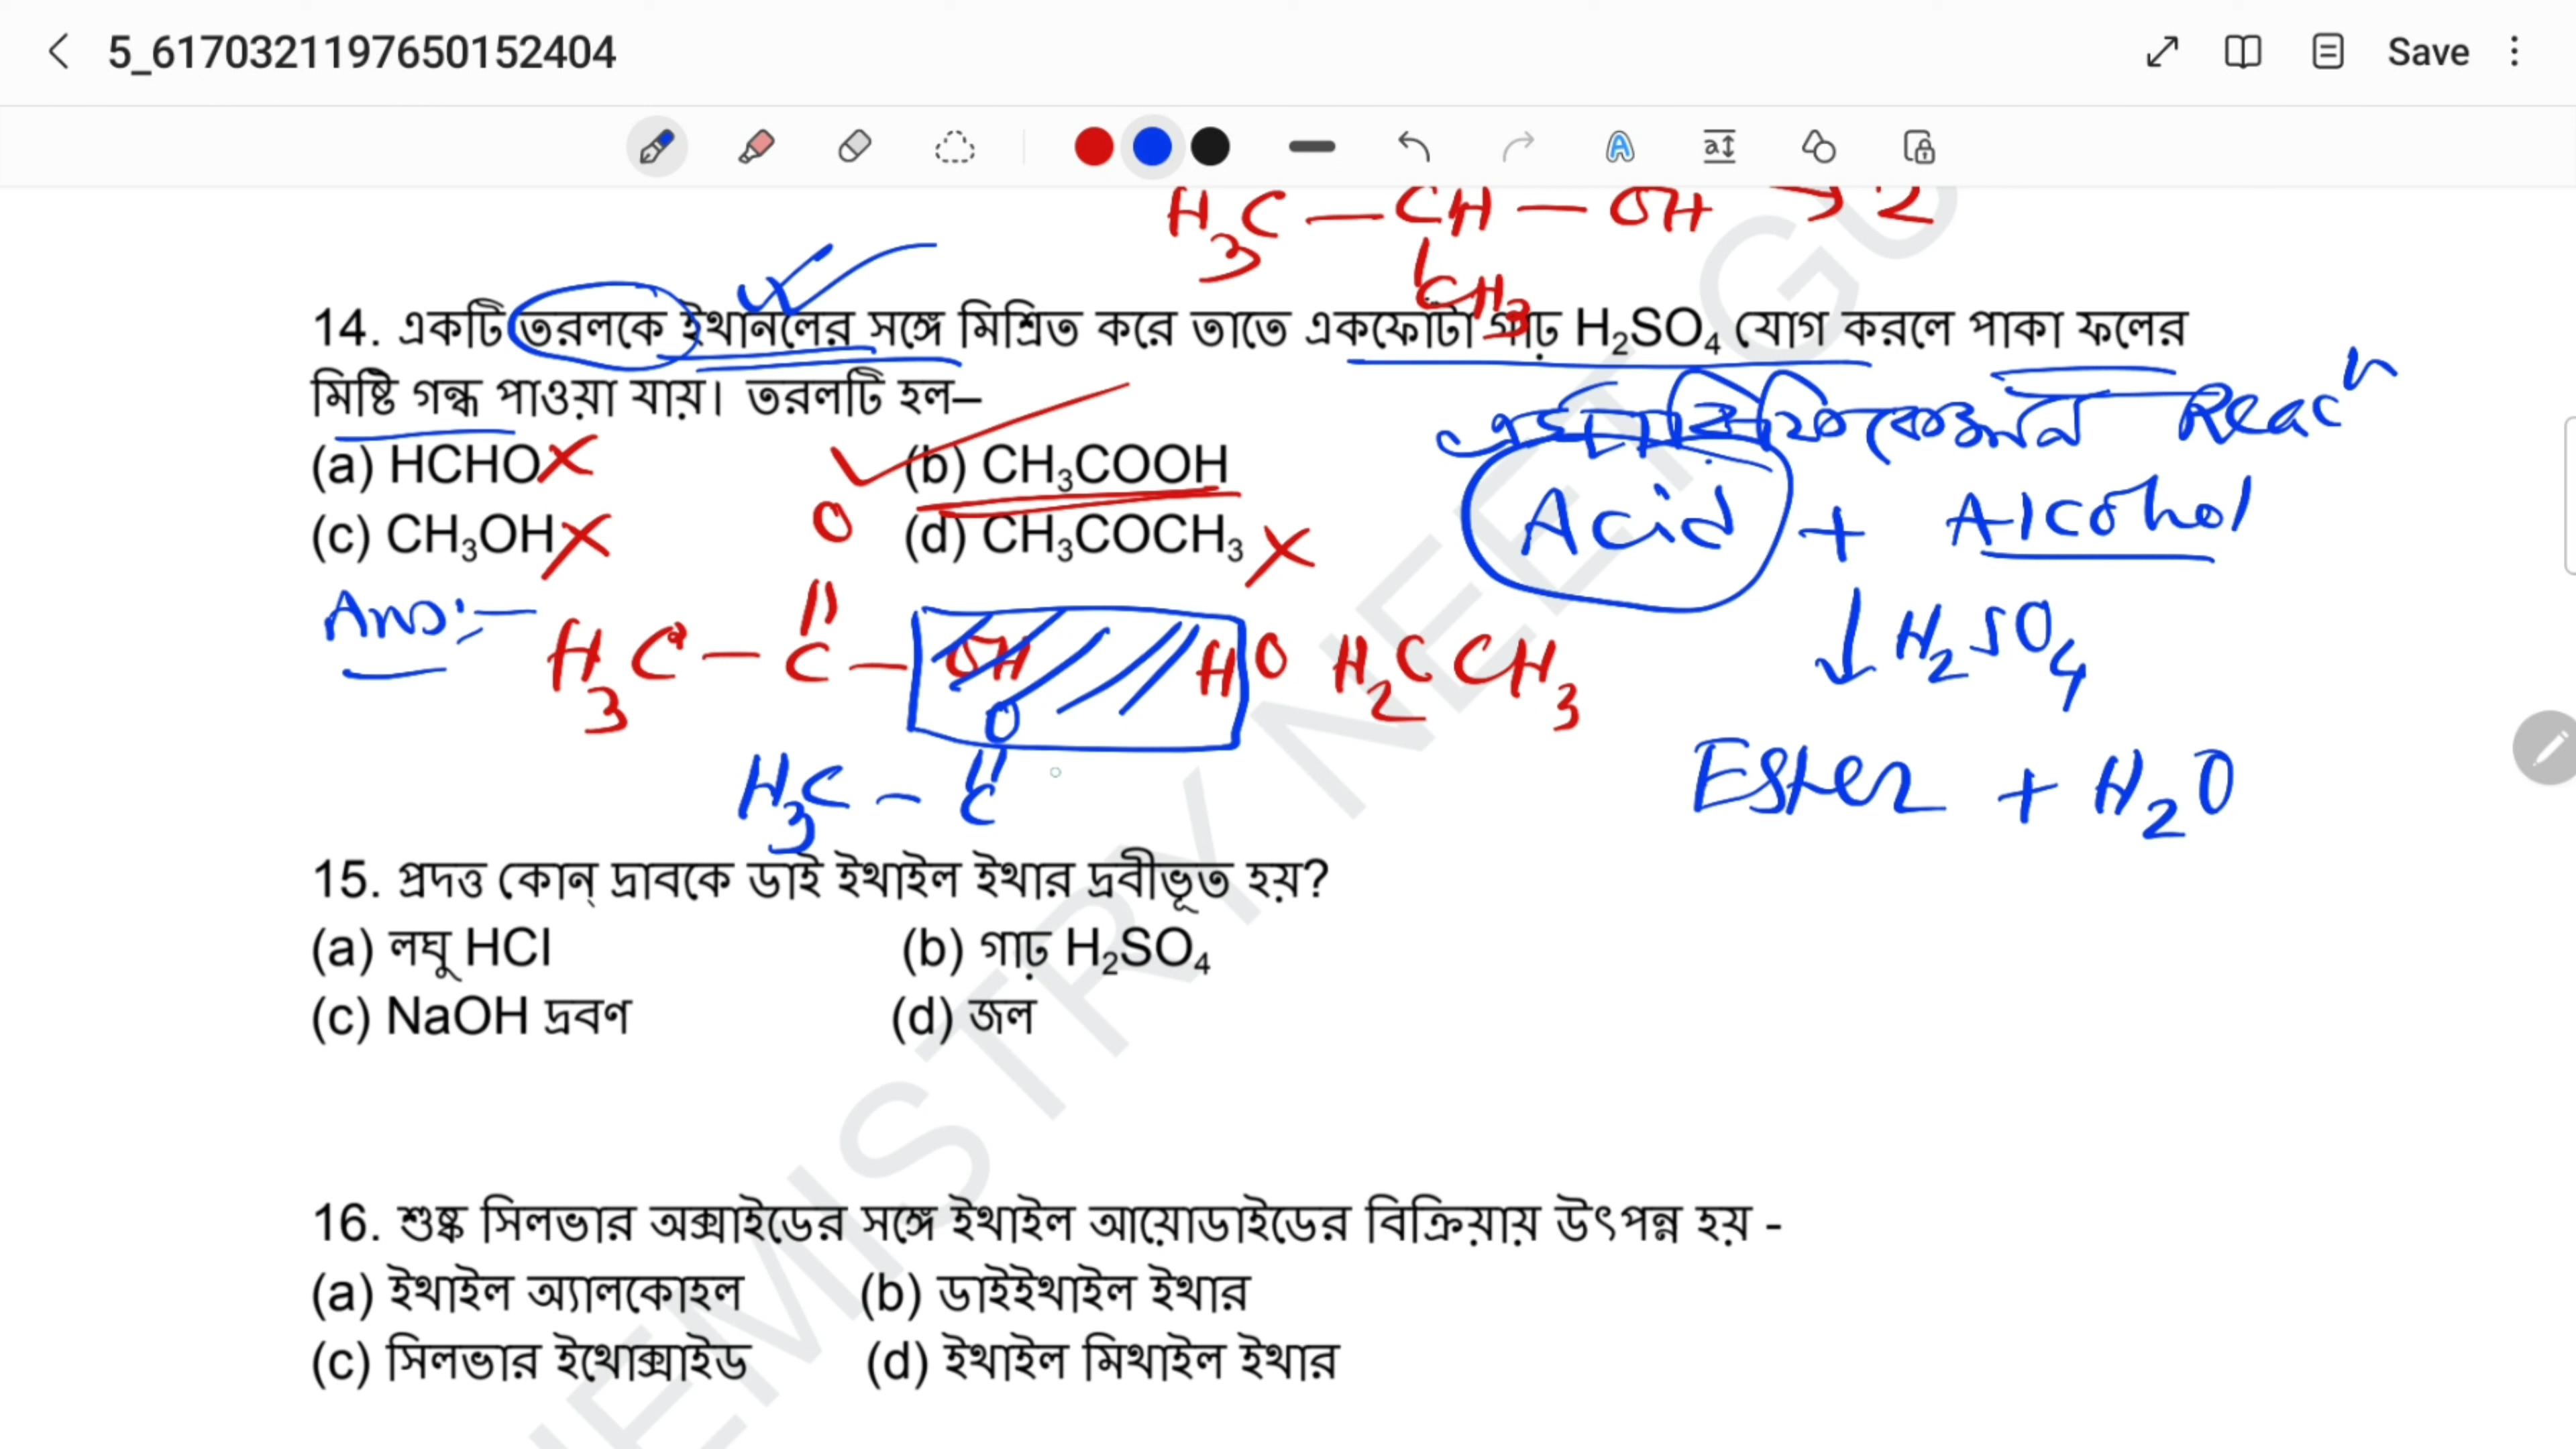 5_6170321197650152404
Save
H3C — CH — OH → 2
CH3
14. একটি তরলকে ইথানলের সঙ্গে মিশ্রিত করে তাতে একফোটা গাঢ় H₂SO₄ যোগ করলে পাকা ফলের
মিষ্টি গন্ধ পাওয়া যায়। তরলটি হল–
Reacⁿ
(a) HCHO (b) CH₃COOH
(c) CH₃OH (d) CH₃COCH₃
Acid + Alcohol
↓ H2SO4
Ans:-
O
H3C — C — OH HO H2C CH3
Ester + H2O
O
H3C — C
15. প্রদত্ত কোন্ দ্রাবকে ডাই ইথাইল ইথার দ্রবীভূত হয়?
(a) লঘু HCl (b) গাঢ় H₂SO₄
(c) NaOH দ্রবণ (d) জল
16. শুষ্ক সিলভার অক্সাইডের সঙ্গে ইথাইল আয়োডাইডের বিক্রিয়ায় উৎপন্ন হয় -
(a) ইথাইল অ্যালকোহল (b) ডাইইথাইল ইথার
(c) সিলভার ইথোক্সাইড (d) ইথাইল মিথাইল ইথার